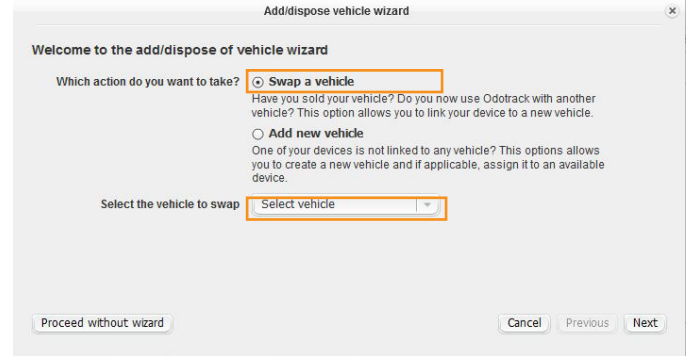 Add/dispose vehicle wizard
Welcome to the add/dispose of vehicle wizard
Which action do you want to take?
Swap a vehicle
Have you sold your vehicle? Do you now use Odotrack with another
vehicle? This option allows you to link your device to a new vehicle.
Add new vehicle
One of your devices is not linked to any vehicle? This options allows
you to create a new vehicle and if applicable, assign it to an available
device.
Select the vehicle to swap
Select vehicle
Proceed without wizard
Cancel
Previous
Next